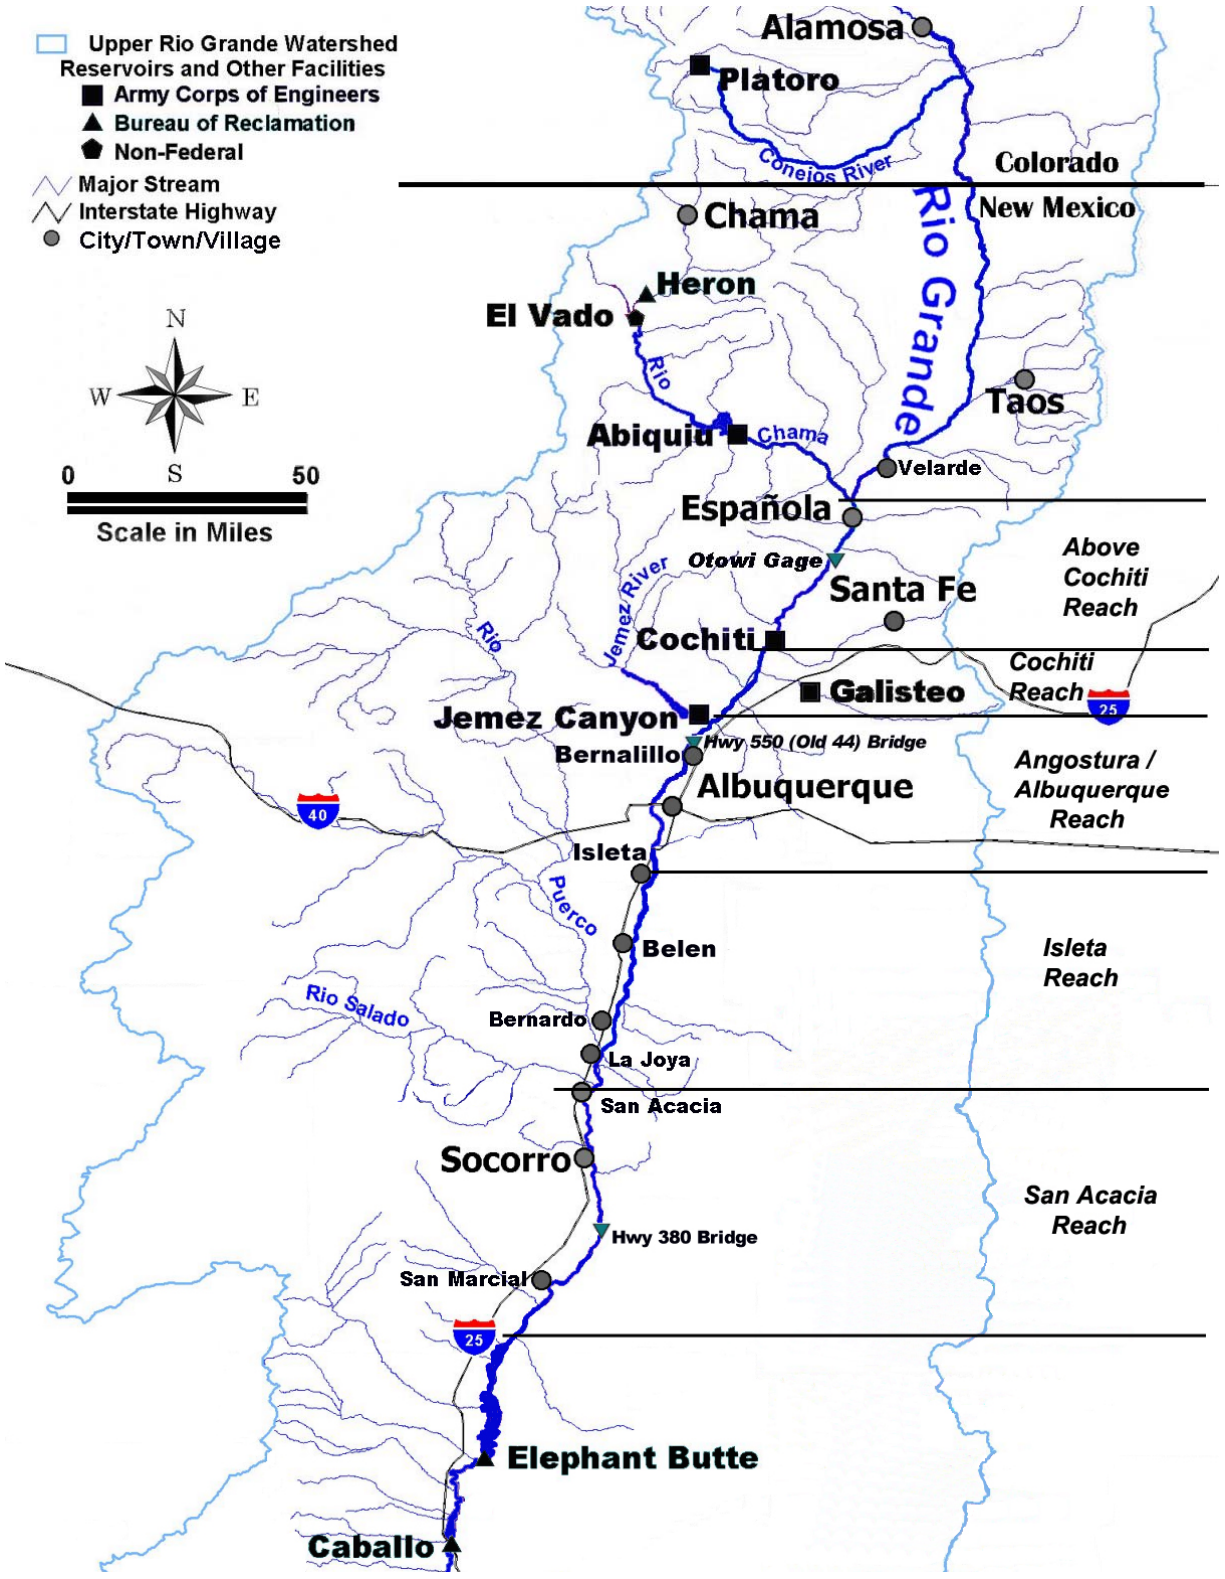 Upper Rio Grande Watershed
Reservoirs and Other Facilities
Army Corps of Engineers
Bureau of Reclamation
Non-Federal
Major Stream
Interstate Highway
City/Town/Village
N
W
E
S
0
50
Scale in Miles
Alamosa
Platoro
Conejos River
Colorado
New Mexico
Rio Grande
Chama
Heron
El Vado
Rio
Chama
Taos
Abiquiu
Velarde
Española
Otowi Gage
Above
Cochiti
Reach
Santa Fe
Jemez River
Rio
Cochiti
Cochiti
Reach
25
Galisteo
Jemez Canyon
Hwy 550 (Old 44) Bridge
Bernalillo
Angostura /
Albuquerque
Reach
Albuquerque
40
Isleta
Puerco
Belen
Isleta
Reach
Rio Salado
Bernardo
La Joya
San Acacia
Socorro
San Acacia
Reach
Hwy 380 Bridge
San Marcial
25
Elephant Butte
Caballo